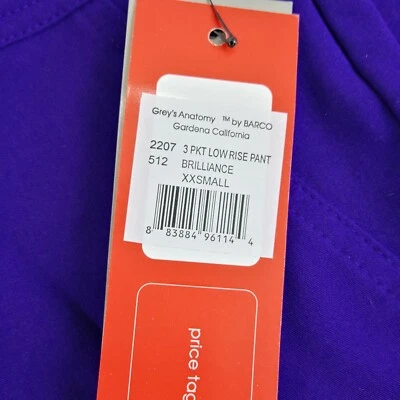 Grey's Anatomy ™ by BARCO
Gardena California
2207 3 PKT LOW RISE PANT
512 BRILLIANCE
XXSMALL
8 83884 96114 4
price tag